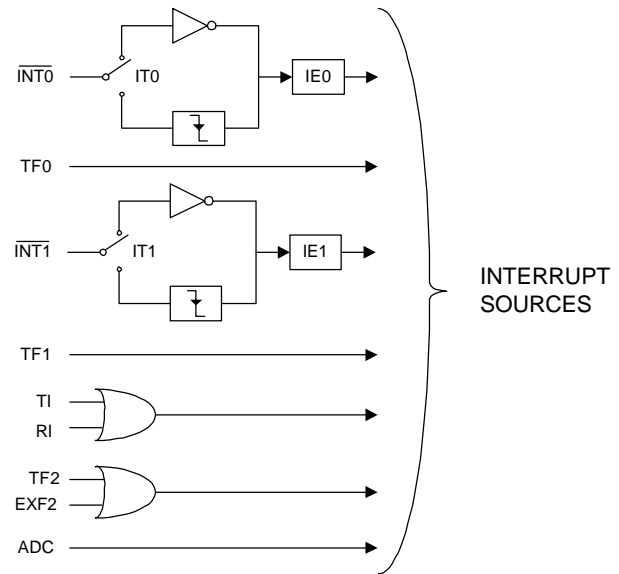 INT0
IT0
IE0
TF0
INT1
IT1
IE1
INTERRUPT
SOURCES
TF1
TI
RI
TF2
EXF2
ADC